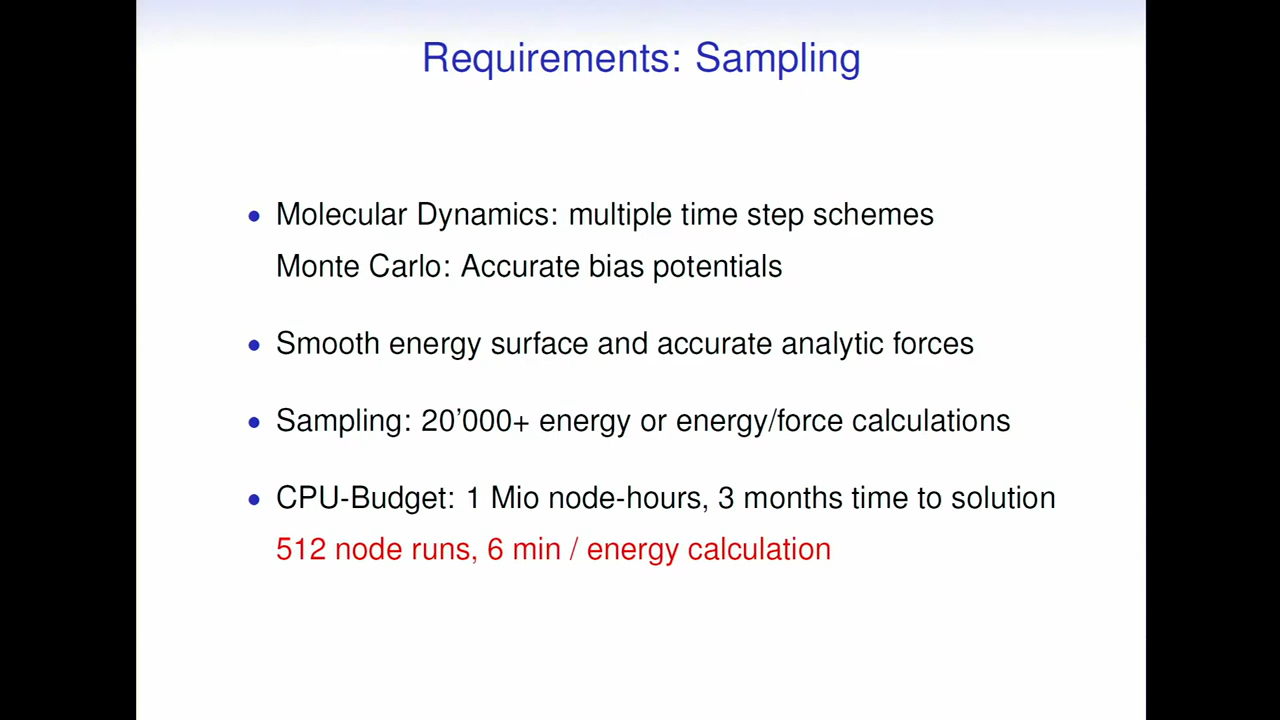 Requirements: Sampling
• Molecular Dynamics: multiple time step schemes
Monte Carlo: Accurate bias potentials
• Smooth energy surface and accurate analytic forces
• Sampling: 20'000+ energy or energy/force calculations
• CPU-Budget: 1 Mio node-hours, 3 months time to solution
512 node runs, 6 min / energy calculation